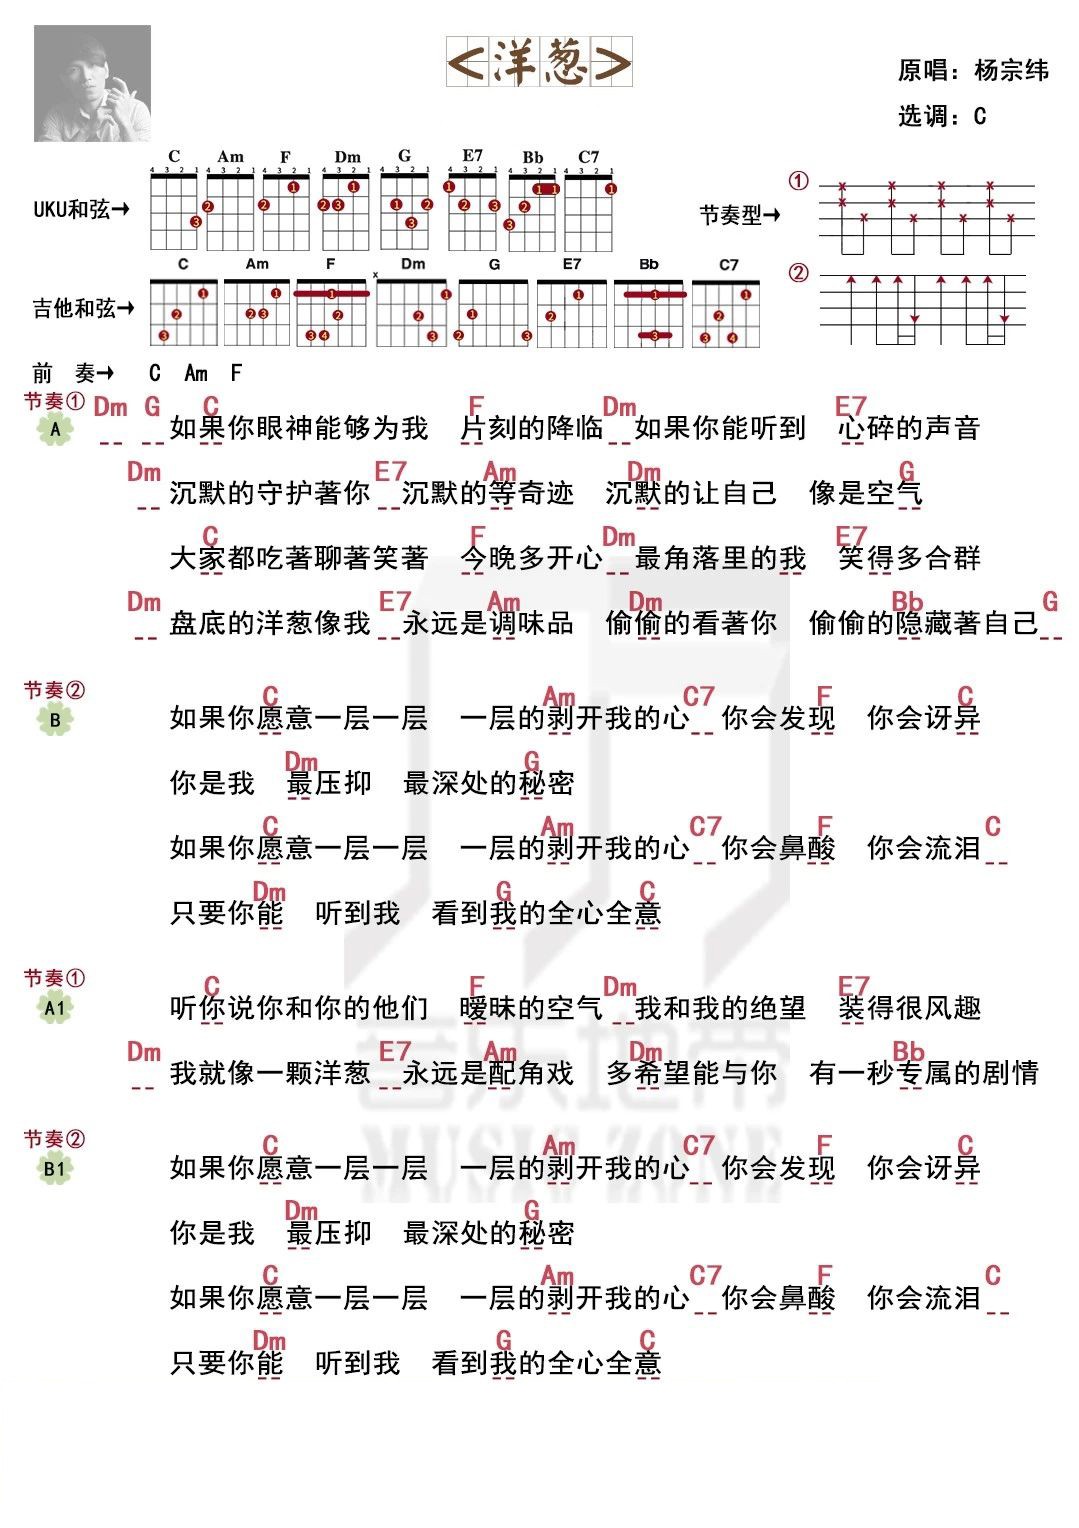 <洋葱>
原唱：杨宗纬
选调：C
UKU和弦→ C Am F Dm G E7 Bb C7
节奏型→ ① ②
吉他和弦→ C Am F Dm G E7 Bb C7
前 奏→ C Am F
节奏① Dm G C F Dm E7
A 如果你眼神能够为我 片刻的降临 如果你能听到 心碎的声音
Dm E7 Am Dm G
沉默的守护著你 沉默的等奇迹 沉默的让自己 像是空气
C F Dm E7
大家都吃著聊著笑著 今晚多开心 最角落里的我 笑得多合群
Dm E7 Am Dm Bb G
盘底的洋葱像我 永远是调味品 偷偷的看著你 偷偷的隐藏著自己
节奏② C Am C7 F C
B 如果你愿意一层一层 一层的剥开我的心 你会发现 你会讶异
Dm G
你是我 最压抑 最深处的秘密
C Am C7 F C
如果你愿意一层一层 一层的剥开我的心 你会鼻酸 你会流泪
Dm G C
只要你能 听到我 看到我的全心全意
节奏① C F Dm E7
A1 听你说你和你的他们 暧昧的空气 我和我的绝望 装得很风趣
Dm E7 Am Dm Bb
我就像一颗洋葱 永远是配角戏 多希望能与你 有一秒专属的剧情
节奏② C Am C7 F C
B1 如果你愿意一层一层 一层的剥开我的心 你会发现 你会讶异
Dm G
你是我 最压抑 最深处的秘密
C Am C7 F C
如果你愿意一层一层 一层的剥开我的心 你会鼻酸 你会流泪
Dm G C
只要你能 听到我 看到我的全心全意
音乐地带
MUSIC ZONE